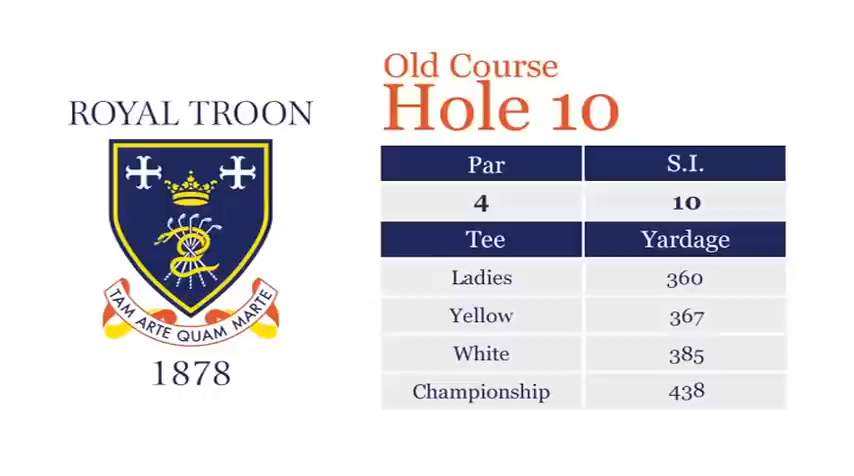 ROYAL TROON
TAM ARTE QUAM MARTE
1878
Old Course
Hole 10
Par S.I.
4 10
Tee Yardage
Ladies 360
Yellow 367
White 385
Championship 438